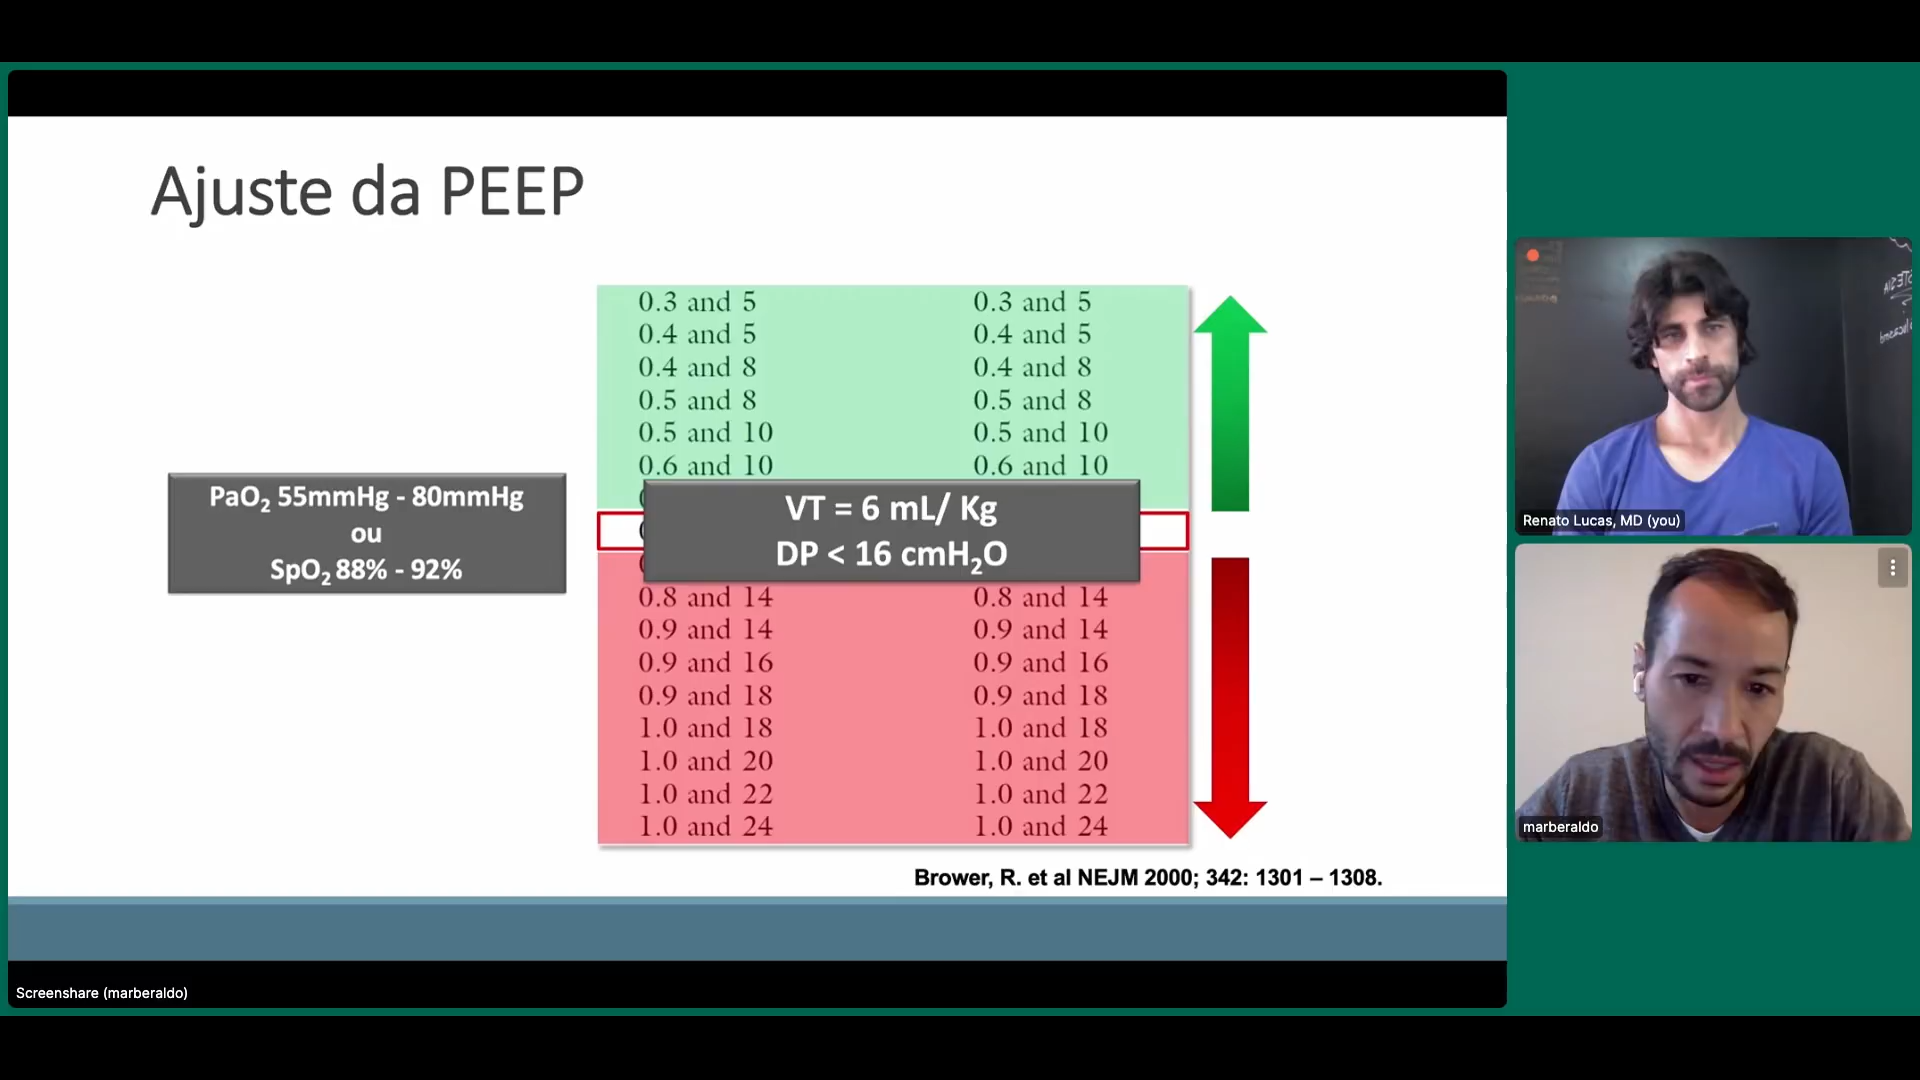 Ajuste da PEEP
0.3 and 5 0.3 and 5
0.4 and 5 0.4 and 5
0.4 and 8 0.4 and 8
0.5 and 8 0.5 and 8
0.5 and 10 0.5 and 10
0.6 and 10 0.6 and 10
PaO₂ 55mmHg - 80mmHg
ou
SpO₂ 88% - 92%
VT = 6 mL/ Kg
DP < 16 cmH₂O
0.8 and 14 0.8 and 14
0.9 and 14 0.9 and 14
0.9 and 16 0.9 and 16
0.9 and 18 0.9 and 18
1.0 and 18 1.0 and 18
1.0 and 20 1.0 and 20
1.0 and 22 1.0 and 22
1.0 and 24 1.0 and 24
Brower, R. et al NEJM 2000; 342: 1301 – 1308.
Screenshare (marberaldo)
Renato Lucas, MD (you)
marberaldo